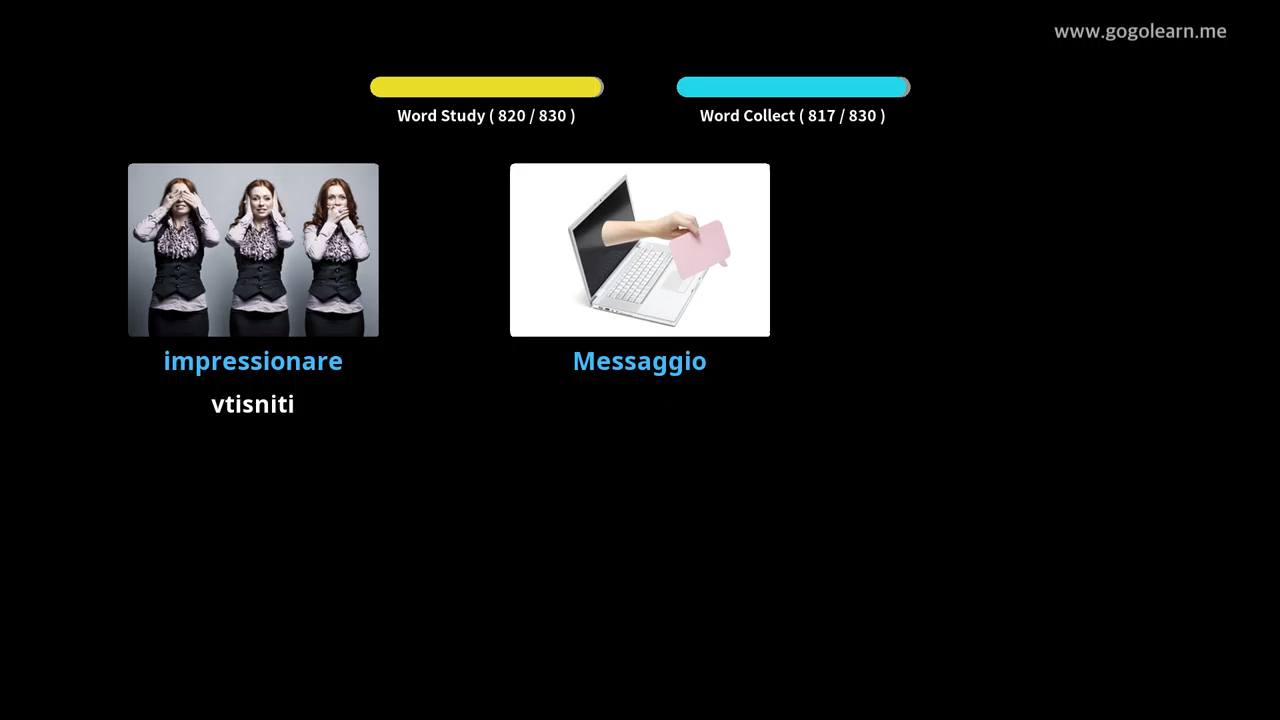 www.gogolearn.me
Word Study ( 820 / 830 )
Word Collect ( 817 / 830 )
impressionare
Messaggio
vtisniti